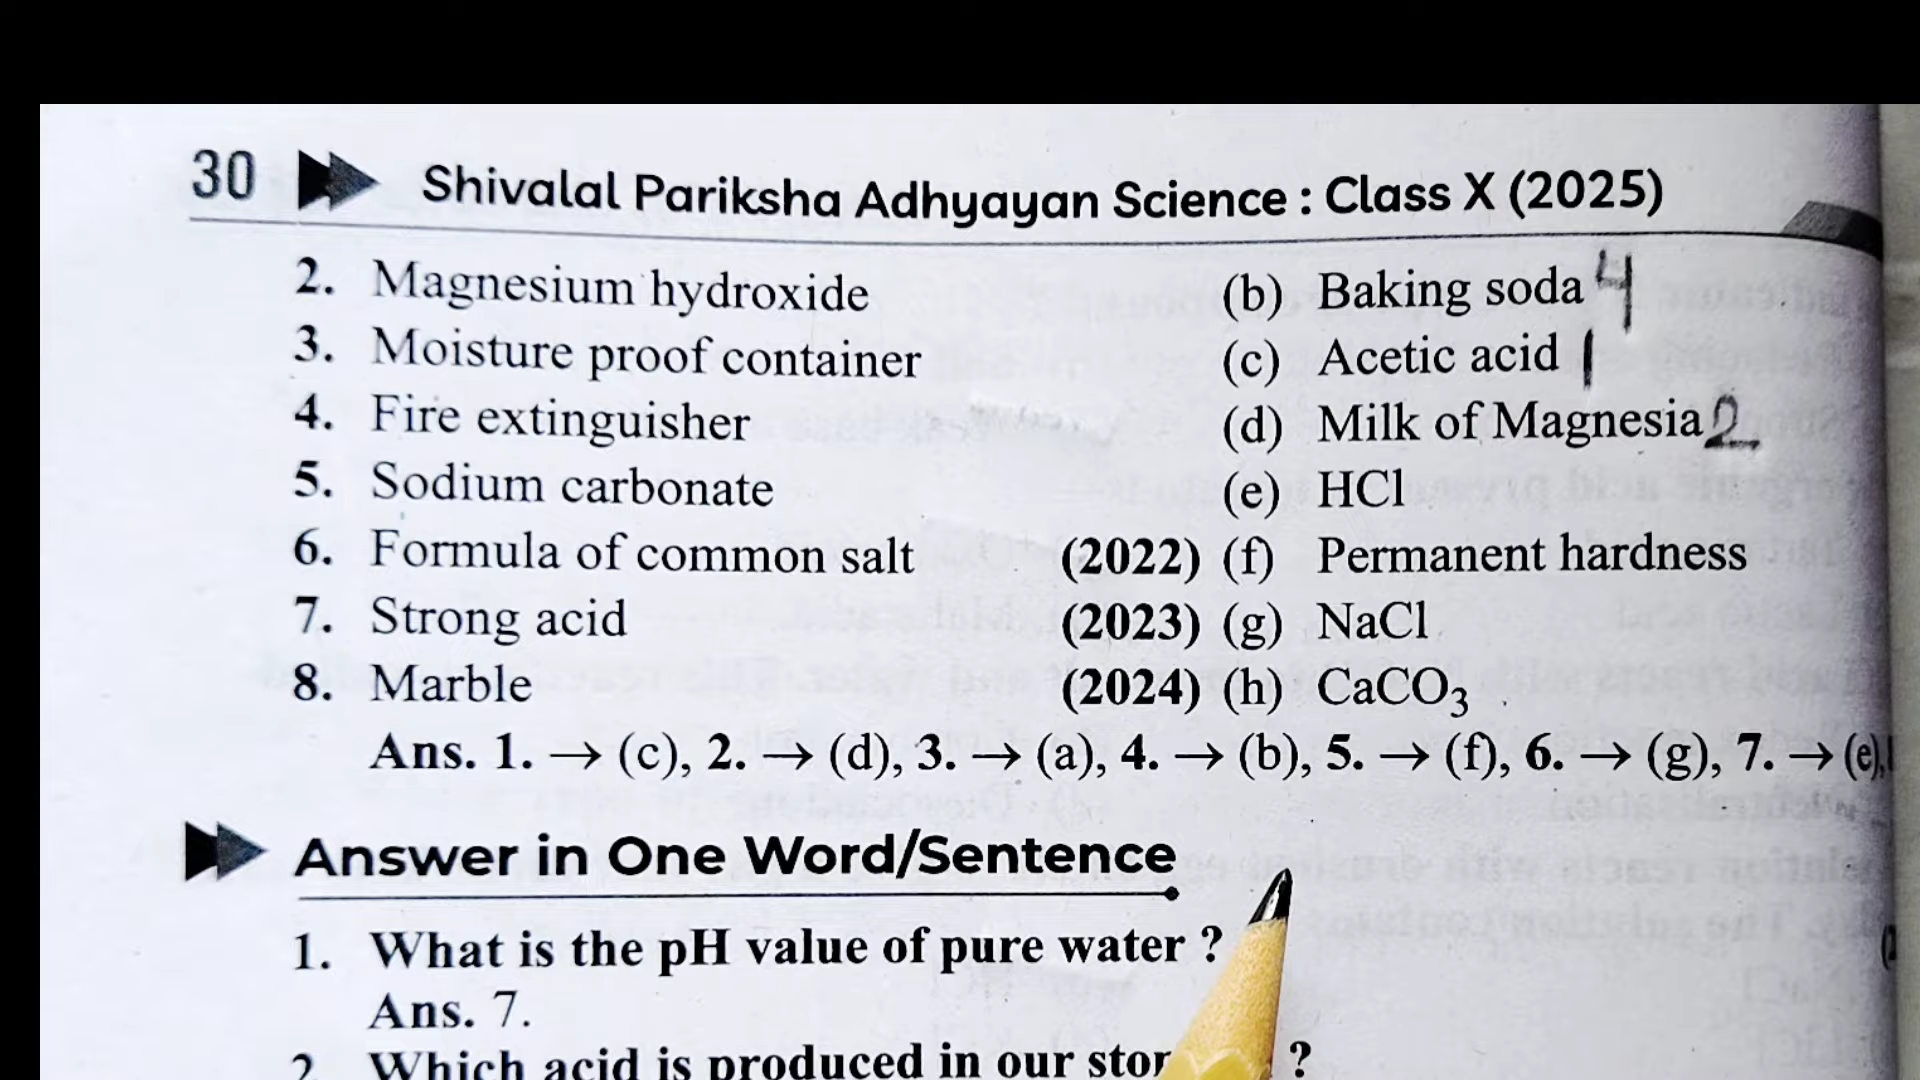 30 Shivalal Pariksha Adhyayan Science : Class X (2025)
2. Magnesium hydroxide (b) Baking soda 4
3. Moisture proof container (c) Acetic acid 1
4. Fire extinguisher (d) Milk of Magnesia 2
5. Sodium carbonate (e) HCl
6. Formula of common salt (2022) (f) Permanent hardness
7. Strong acid (2023) (g) NaCl
8. Marble (2024) (h) CaCO₃
Ans. 1. → (c), 2. → (d), 3. → (a), 4. → (b), 5. → (f), 6. → (g), 7. → (e),
Answer in One Word/Sentence
1. What is the pH value of pure water ?
Ans. 7.
2. Which acid is produced in our ?